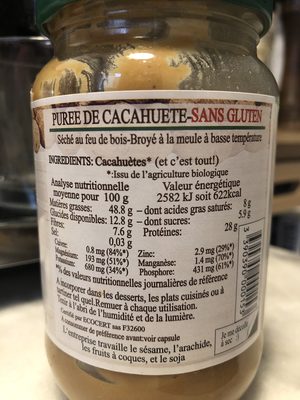 PUREE DE CACAHUETE-SANS GLUTEN
Séché au feu de bois-Broyé à la meule à basse température
INGREDIENTS: Cacahuètes* (et c'est tout!)
*:Issu de l'agriculture biologique
Analyse nutritionnelle Valeur énergétique
moyenne pour 100 g 2582 kJ soit 622kcal
Matières grasses: 48.8 g – dont acides gras saturés: 8 g
Glucides disponibles: 12.8 g – dont sucres: 5.9 g
Fibres: 7.6 g Protéines: 28 g
Sel: 0,03 g
Cuivre: 0.8 mg (84%*) Zinc: 2.9 mg (29%*)
Magnésium: 193 mg (51%*) Manganèse: 1.4 mg (70%*)
Potassium: 680 mg (34%*) Phosphore: 431 mg (61%*)
*% des valeurs nutritionnelles journalières de référence
A incorporer dans les desserts, les plats cuisinés ou à
tartiner tel quel.Remuer à chaque utilisation.
Tenir à l'abri de l'humidité et de la lumière.
Certifié par ECOCERT sas F32600
A consommer de préférence avant:voir capsule
L'entreprise travaille le sésame, l'arachide,
les fruits à coques, et le soja
Je me décolle
à sec :)